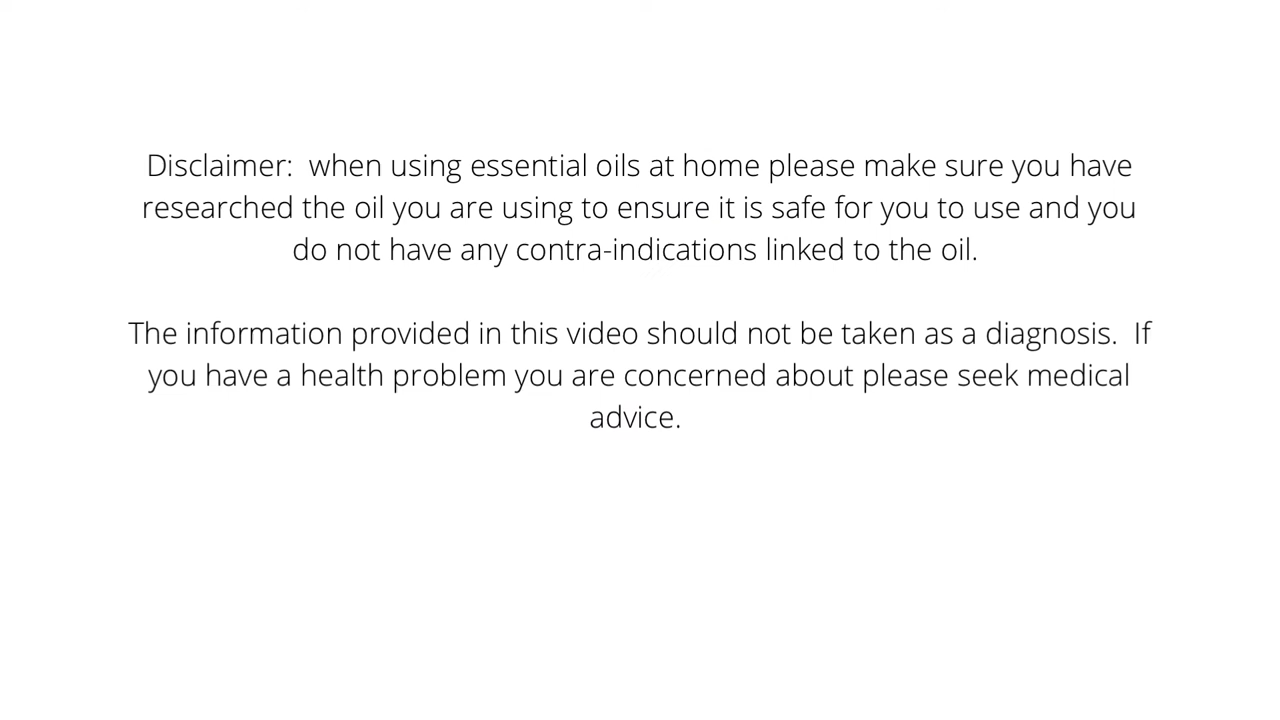 Disclaimer:  when using essential oils at home please make sure you have
researched the oil you are using to ensure it is safe for you to use and you
do not have any contra-indications linked to the oil.
The information provided in this video should not be taken as a diagnosis.  If
you have a health problem you are concerned about please seek medical
advice.